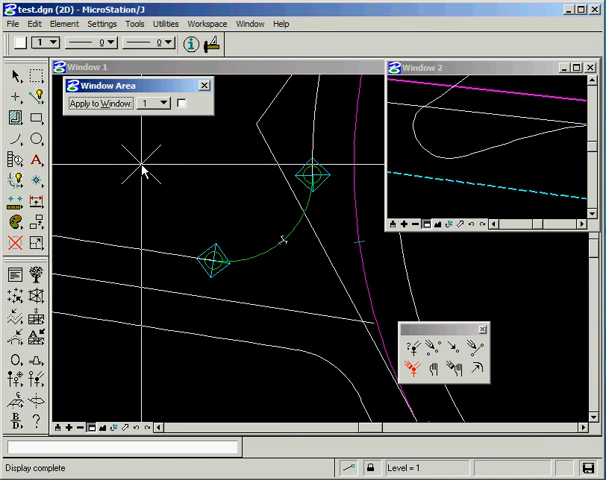 test.dgn (2D) - MicroStation/J
File Edit Element Settings Tools Utilities Workspace Window Help
1 0 0
Window 1
Window 2
Window Area
Apply to Window: 1
Display complete
Level = 1